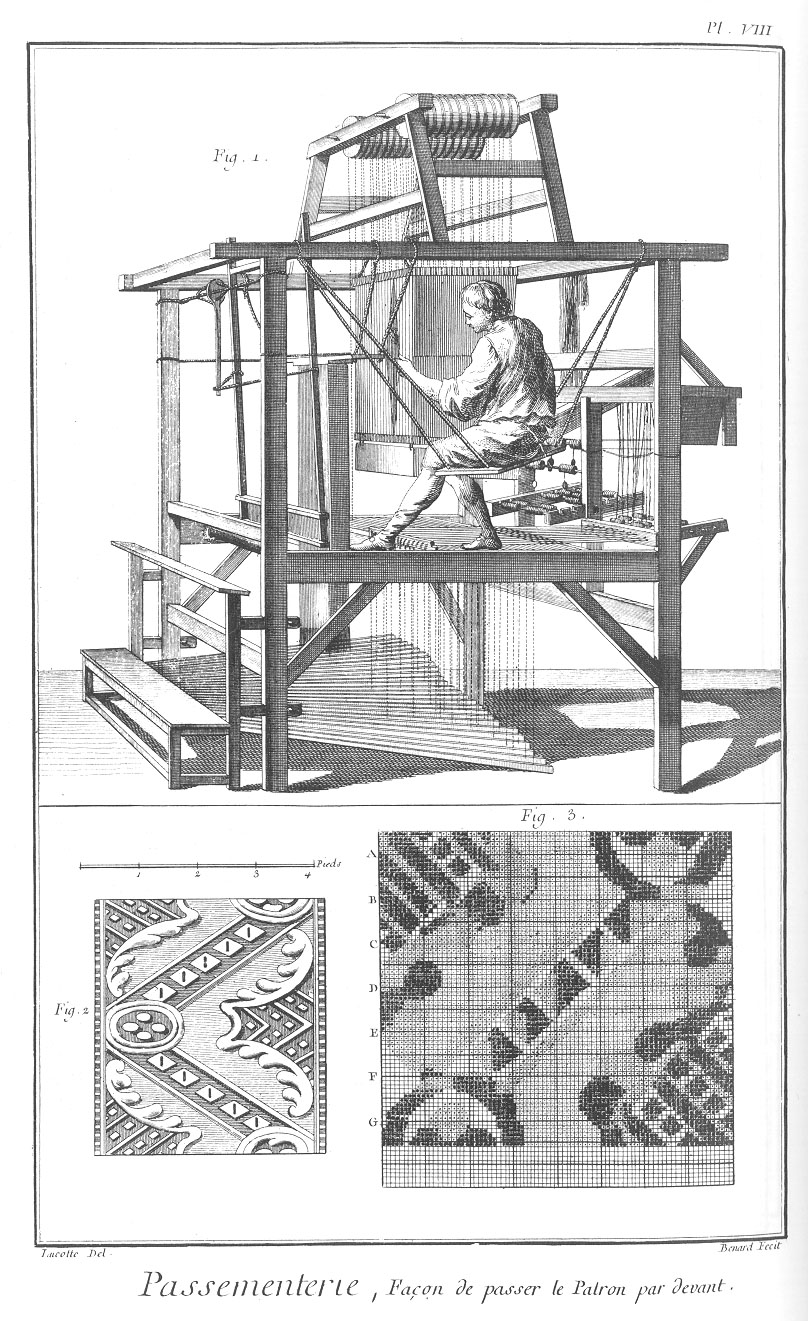 Pl. VIII
Fig. 1.
Fig. 3.
Pieds
1 2 3 4
A
B
C
D
E
F
G
Fig. 2
Lucotte Del.
Benard Fecit
Passementerie, Façon de passer le Patron par devant.